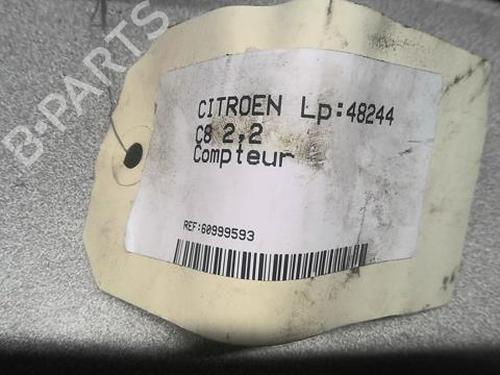 B-PARTS
CITROEN Lp:48244
C8 2,2
Compteur
REF:60999593